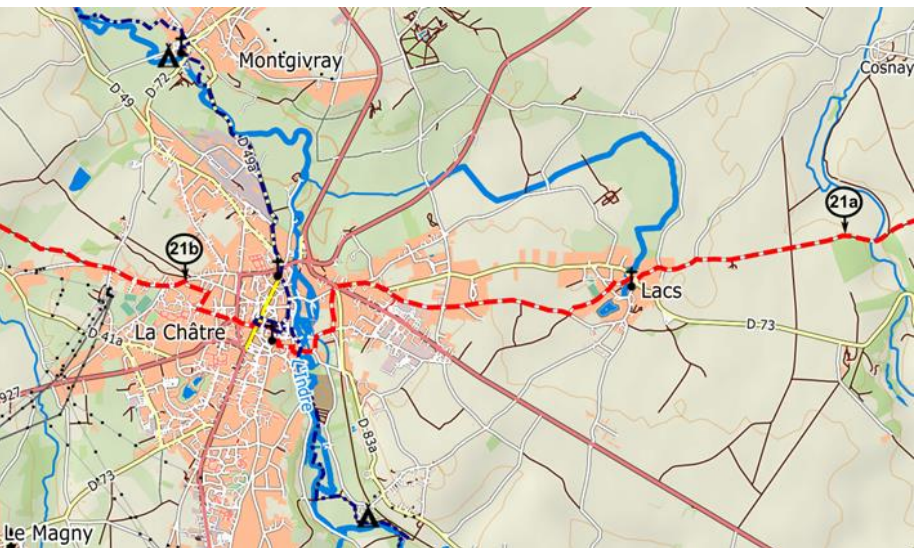 Montgivray
Cosnay
D 49
D 72
D 49a
21a
21b
Lacs
La Châtre
D 41a
D 73
L'Indre
927
D 83a
D 73
Le Magny